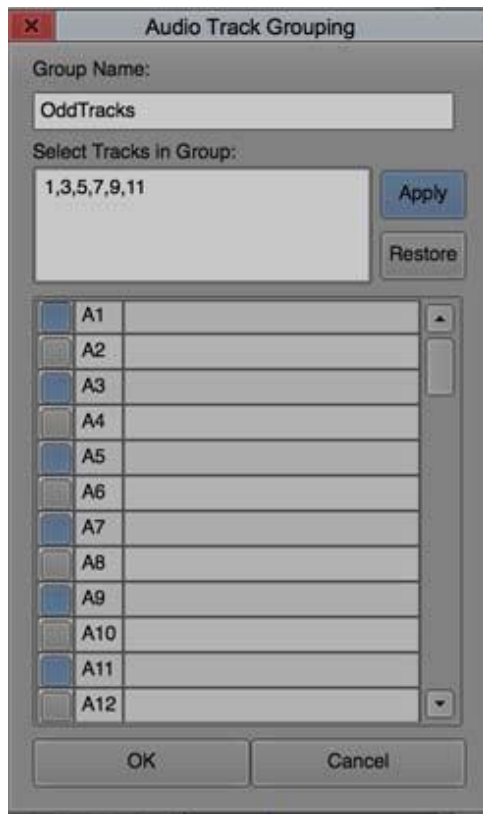 Audio Track Grouping
Group Name:
OddTracks
Select Tracks in Group:
1,3,5,7,9,11
Apply
Restore
A1
A2
A3
A4
A5
A6
A7
A8
A9
A10
A11
A12
OK
Cancel